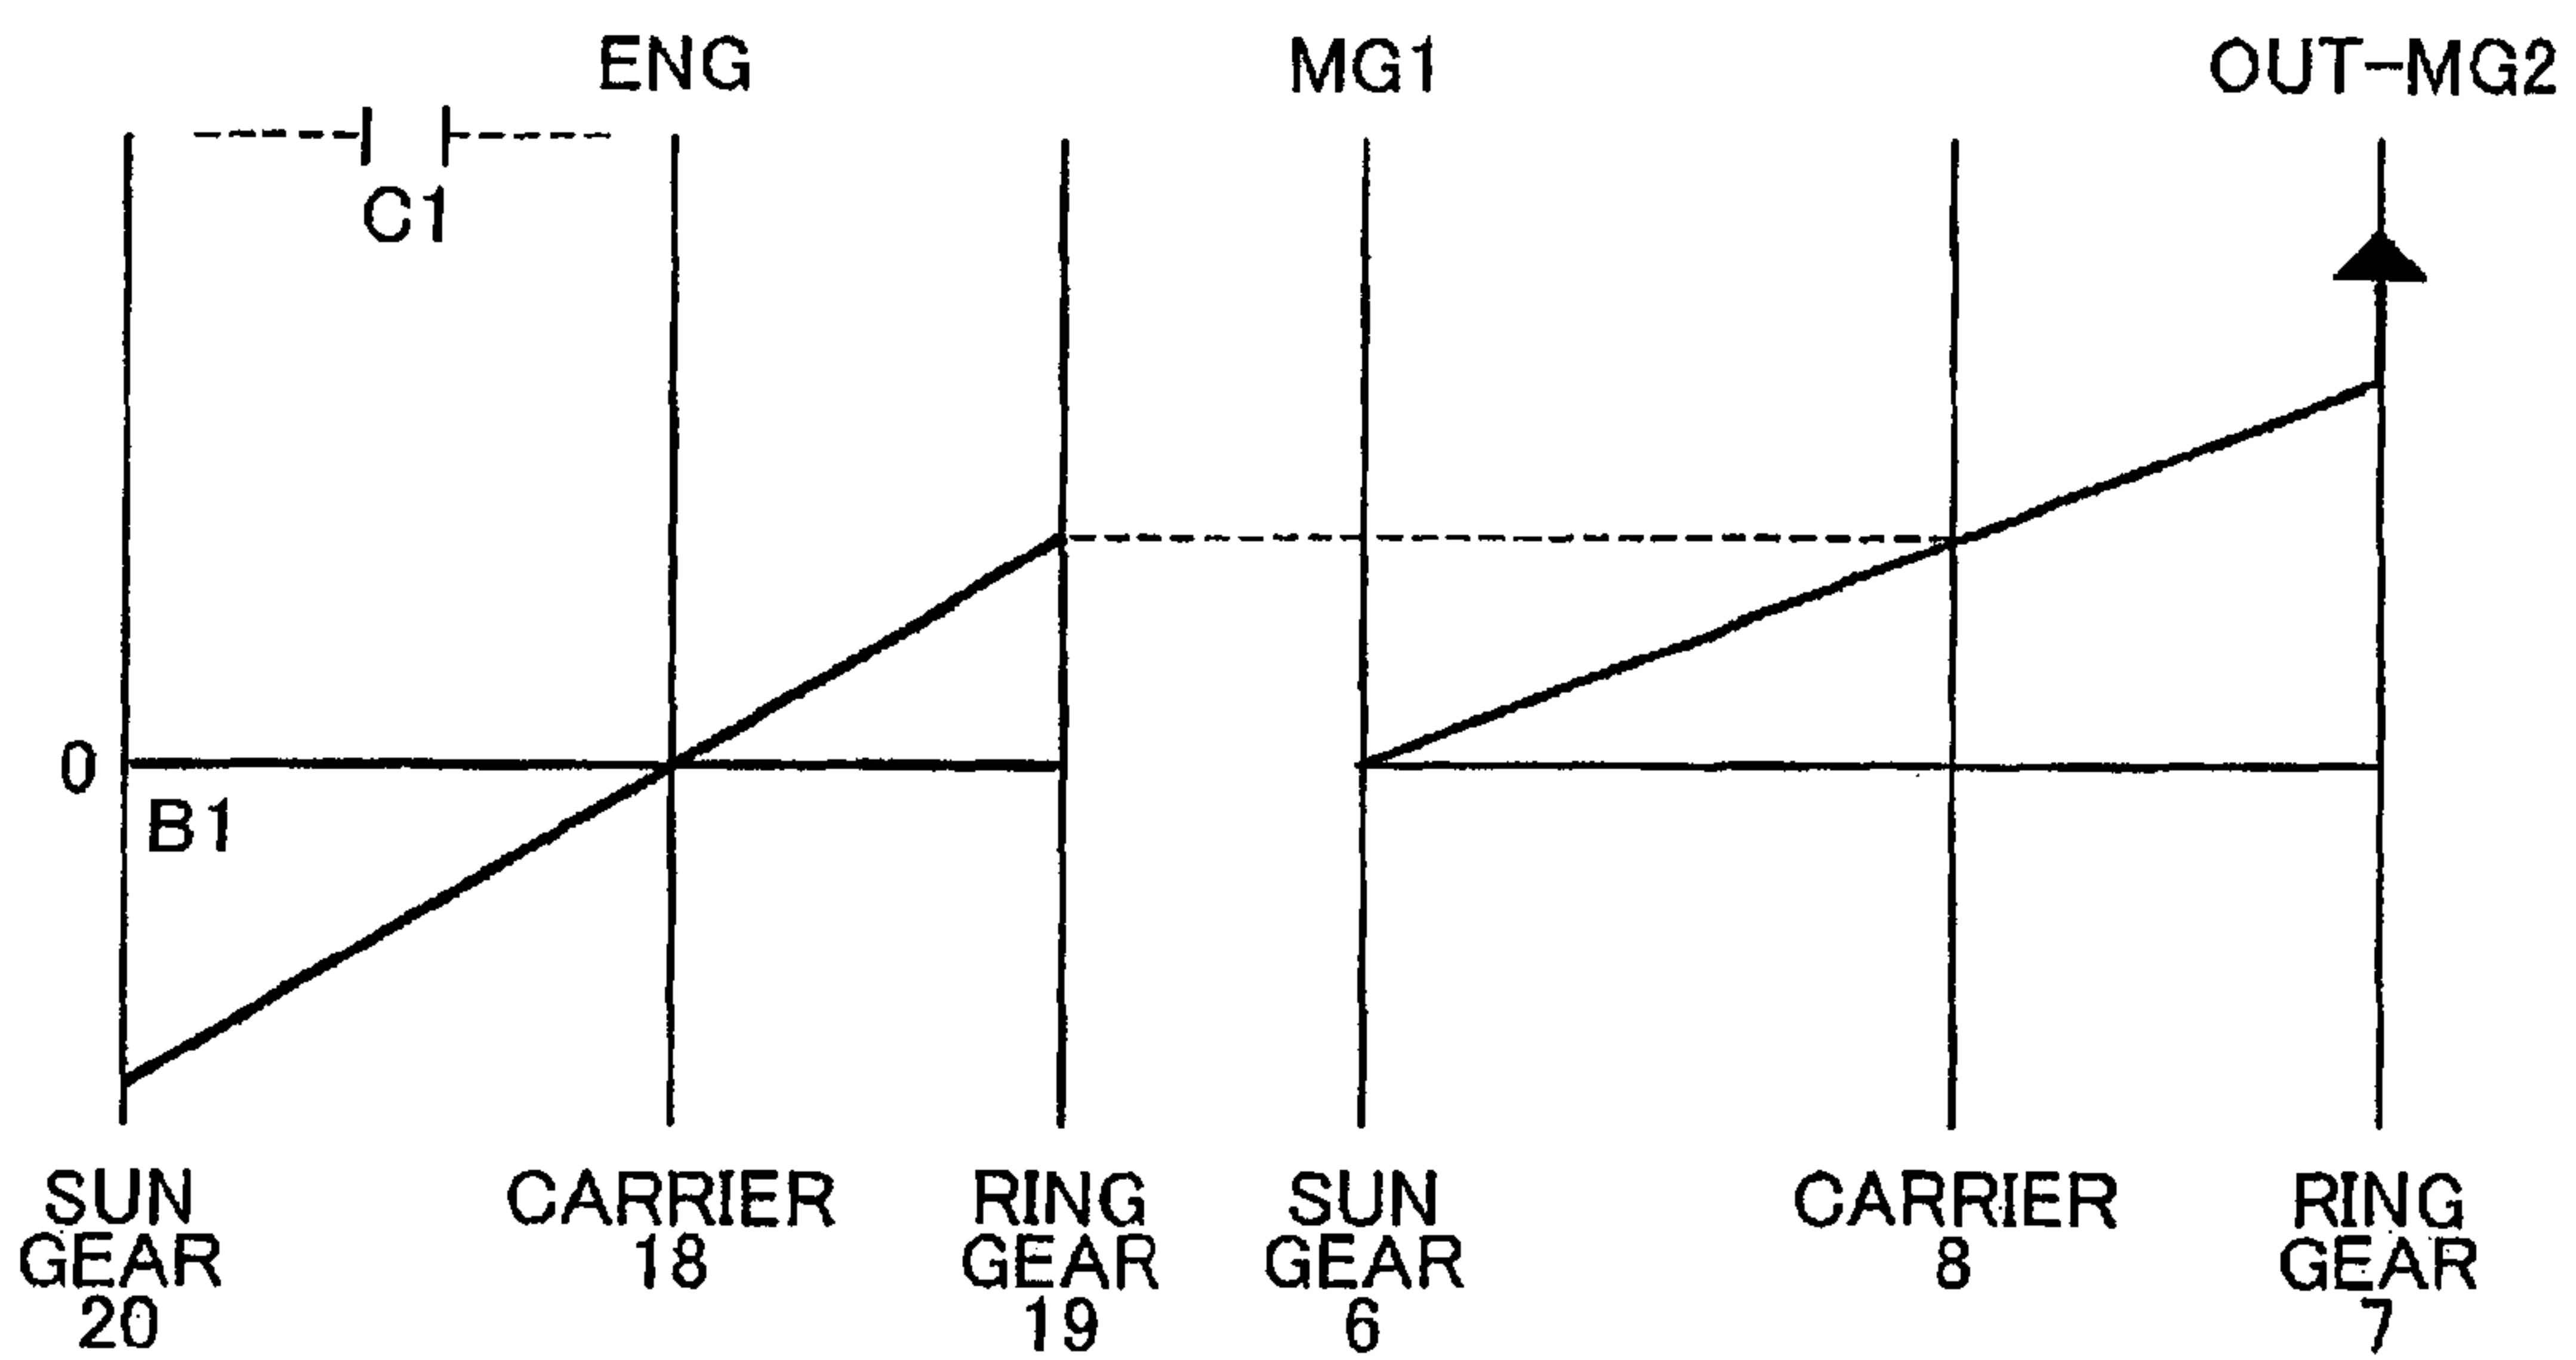 ENG
MG1
OUT-MG2
C1
0
B1
SUN
GEAR
20
CARRIER
18
RING
GEAR
19
SUN
GEAR
6
CARRIER
8
RING
GEAR
7